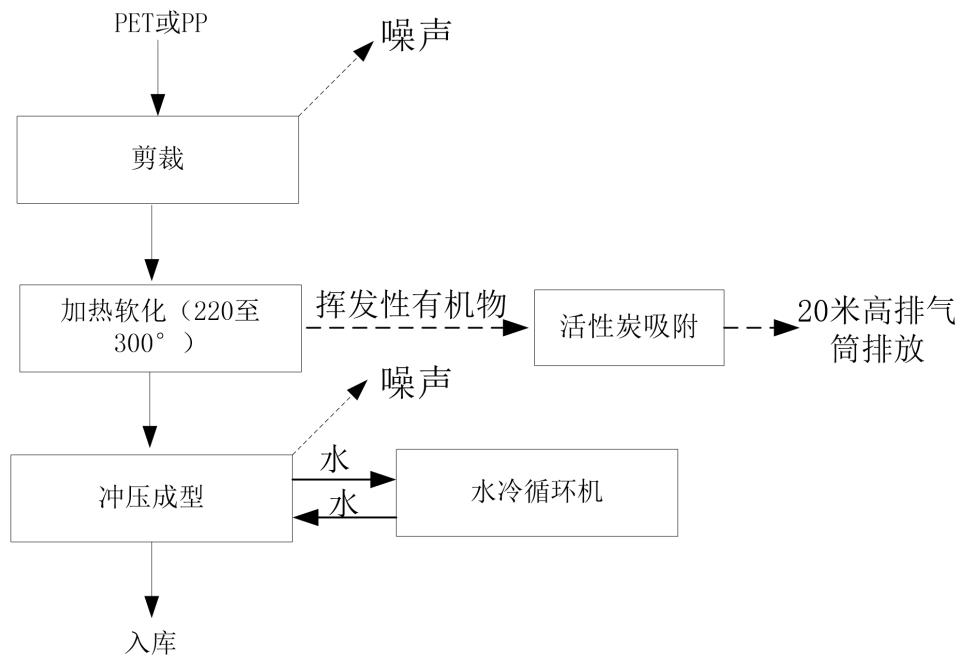 PET或PP
噪声
剪裁
加热软化（220至
300°）
挥发性有机物
活性炭吸附
20米高排气
筒排放
噪声
冲压成型
水
水
水冷循环机
入库